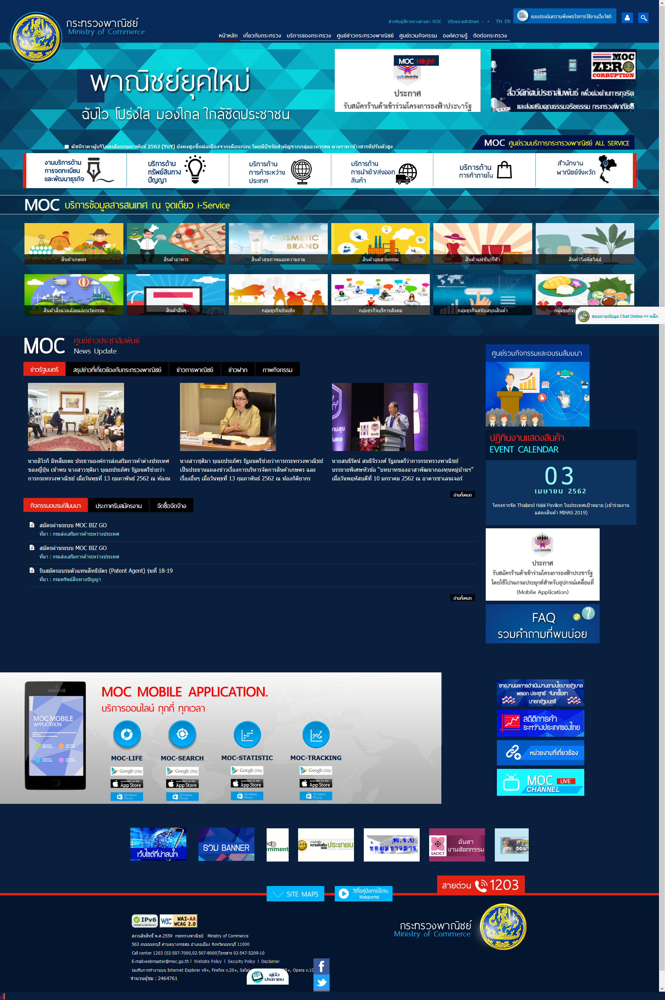 กระทรวงพาณิชย์
Ministry of Commerce
สำหรับผู้พิการทางสายตา W3C ปรับขนาดตัวอักษร - + TH EN
แบบประเมินความพึงพอใจการใช้งานเว็บไซต์
หน้าหลัก เกี่ยวกับกระทรวง บริการของกระทรวง ศูนย์ข่าวกระทรวงพาณิชย์ ศูนย์รวมกิจกรรม องค์ความรู้ ติดต่อกระทรวง
พาณิชย์ยุคใหม่
ฉับไว โปร่งใส มองไกล ใกล้ชิดประชาชน
MOC Hilight
ประกาศ
รับสมัครร้านค้าเข้าร่วมโครงการธงฟ้าประชารัฐ
MOC
ZERO
CORRUPTION
สื่อวีดิทัศน์ประชาสัมพันธ์ เพื่อต่อต้านการทุจริต
และส่งเสริมคุณธรรมจริยธรรม กระทรวงพาณิชย์
ดัชนีราคาผู้บริโภคเดือนกุมภาพันธ์ 2562 (YoY) ยังคงสูงขึ้นต่อเนื่องจากเดือนก่อน โดยมีปัจจัยสำคัญจากกลุ่มอาหารสด ตามราคาข้าวสารที่ปรับตัวสูง
MOC ศูนย์รวมบริการกระทรวงพาณิชย์ ALL SERVICE
งานบริการด้าน
การจดทะเบียน
และพัฒนาธุรกิจ
บริการด้าน
ทรัพย์สินทาง
ปัญญา
บริการด้าน
การค้าระหว่าง
ประเทศ
บริการด้าน
การนำเข้า/ส่งออก
สินค้า
บริการด้าน
การค้าภายใน
สำนักงาน
พาณิชย์จังหวัด
MOC บริการข้อมูลสารสนเทศ ณ จุดเดียว i-Service
COSMETIC
BRAND
สินค้าเกษตร
สินค้าอาหาร
สินค้าสุขภาพและความงาม
สินค้าอุตสาหกรรม
สินค้าแฟชั่น/กีฬา
สินค้าไลฟ์สไตล์
สินค้าสิ่งแวดล้อมและนวัตกรรม
สินค้าอื่นๆ
กลุ่มธุรกิจบันเทิง
กลุ่มธุรกิจบริการสังคม
กลุ่มธุรกิจสนับสนุนสินค้า
สอบถามข้อมูล Chat Online >> คลิ๊ก
MOC ศูนย์ข่าวประชาสัมพันธ์
News Update
ข่าวรัฐมนตรี สรุปข่าวที่เกี่ยวข้องกับกระทรวงพาณิชย์ ข่าวการพาณิชย์ ข่าวฝาก ภาพกิจกรรม
นายฮิโรกิ มิทสึมะตะ ประธานองค์การส่งเสริมการค้าต่างประเทศ
ของญี่ปุ่น เข้าพบ นางสาวชุติมา บุณยประภัศร รัฐมนตรีช่วยว่า
การกระทรวงพาณิชย์ เมื่อวันพุธที่ 13 กุมภาพันธ์ 2562 ณ ห้องม
นางสาวชุติมา บุณยประภัศร รัฐมนตรีช่วยว่าการกระทรวงพาณิชย์
เป็นประธานแถลงข่าวเรื่องการบริหารจัดการสินค้าเกษตร และ
เรื่องอื่นๆ เมื่อวันพุธที่ 13 กุมภาพันธ์ 2562 ณ ห้องกิติยากร
นายสนธิรัตน์ สนธิจิรวงศ์ รัฐมนตรีว่าการกระทรวงพาณิชย์
บรรยายพิเศษหัวข้อ “บทบาทของอาสาพัฒนากองทุนหมู่บ้านฯ”
เมื่อวันพฤหัสบดีที่ 10 มกราคม 2562 ณ อาคารชาเลนเจอร์
อ่านทั้งหมด
กิจกรรมอบรม/สัมมนา ประกาศรับสมัครงาน จัดซื้อจัดจ้าง
สมัครผ่านระบบ MOC BIZ GO
ที่มา : กรมส่งเสริมการค้าระหว่างประเทศ
สมัครผ่านระบบ MOC BIZ GO
ที่มา : กรมส่งเสริมการค้าระหว่างประเทศ
รับสมัครอบรมตัวแทนสิทธิบัตร (Patent Agent) รุ่นที่ 18-19
ที่มา : กรมทรัพย์สินทางปัญญา
อ่านทั้งหมด
ศูนย์รวมกิจกรรมและอบรมสัมมนา
ปฏิทินงานแสดงสินค้า
EVENT CALENDAR
03
เมษายน 2562
โครงการจัด Thailand Halal Pavilion ในประเทศเป้าหมาย (เข้าร่วมงาน
แสดงสินค้า MIHAS 2019)
ประกาศ
รับสมัครร้านค้าเข้าร่วมโครงการธงฟ้าประชารัฐ
โดยใช้โปรแกรมประยุกต์สำหรับอุปกรณ์เคลื่อนที่
(Mobile Application)
FAQ
รวมคำถามที่พบบ่อย
MOC MOBILE
APPLICATION
MOC MOBILE APPLICATION.
บริการออนไลน์ ทุกที่ ทุกเวลา
MOC-LIFE MOC-SEARCH MOC-STATISTIC MOC-TRACKING
Google play Google play Google play Google play
Available on the App Store Available on the App Store Available on the App Store Available on the App Store
Windows Phone Windows Phone Windows Phone Windows Phone
รายงานผลการดำเนินงานตามนโยบายรัฐบาล
พลเอก ประยุทธ์ จันทร์โอชา
นายกรัฐมนตรี
สถิติการค้า
ระหว่างประเทศของไทย
หน่วยงานที่เกี่ยวข้อง
MOC LIVE
CHANNEL
เว็บไซต์ที่น่าสนใจ
รวม BANNER
nd
ernment
การรับฟัง
ความคิดเห็น
ของ ประชาชน
Public consultation
พ.ร.บ
ข้อมูลข่าวสาร
SACICT
ค้นหา
งานหัตถกรรม
สายด่วน 1203
SITE MAPS
วิดีโอคู่มือการใช้งาน
Webportal
IPv6
W3C WAI-AA
WCAG 2.0
สงวนลิขสิทธิ์ พ.ศ.2559 กระทรวงพาณิชย์ Ministry of Commerce
563 ถนนนนทบุรี ตำบลบางกระสอ อำเภอเมือง จังหวัดนนทบุรี 11000
Call center 1203 (02-507-7000,02-507-8000)โทรสาร 02-547-5209-10
E-mail:webmaster@moc.go.th | Website Policy | Security Policy | Disclaimer
รองรับการทำงานบน Internet Explorer v9+, Firefox v.20+, Safari 5+, Opera v.10
จำนวนผู้ชม : 2464761
คู่มือ
ประชาชน
กระทรวงพาณิชย์
Ministry of Commerce